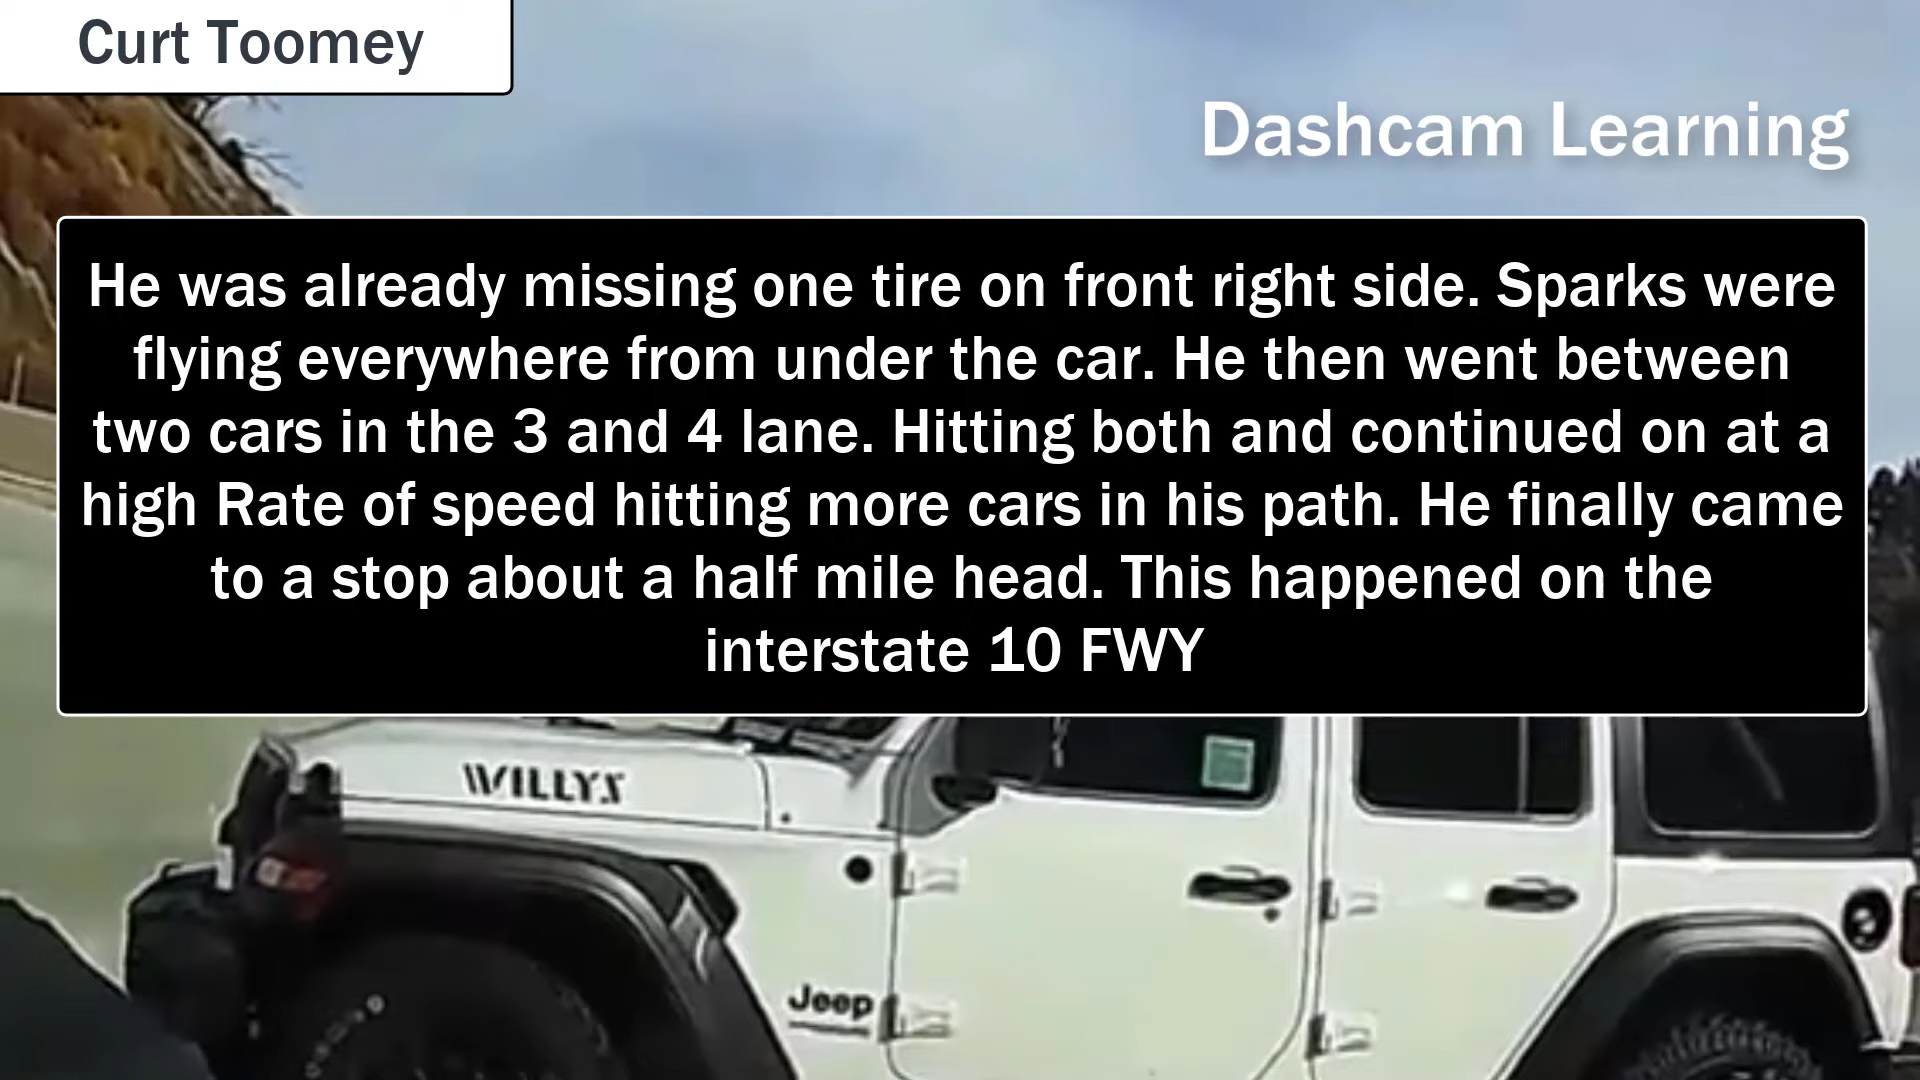 Curt Toomey
Dashcam Learning
He was already missing one tire on front right side. Sparks were
flying everywhere from under the car. He then went between
two cars in the 3 and 4 lane. Hitting both and continued on at a
high Rate of speed hitting more cars in his path. He finally came
to a stop about a half mile head. This happened on the
interstate 10 FWY
WILLYS
Jeep